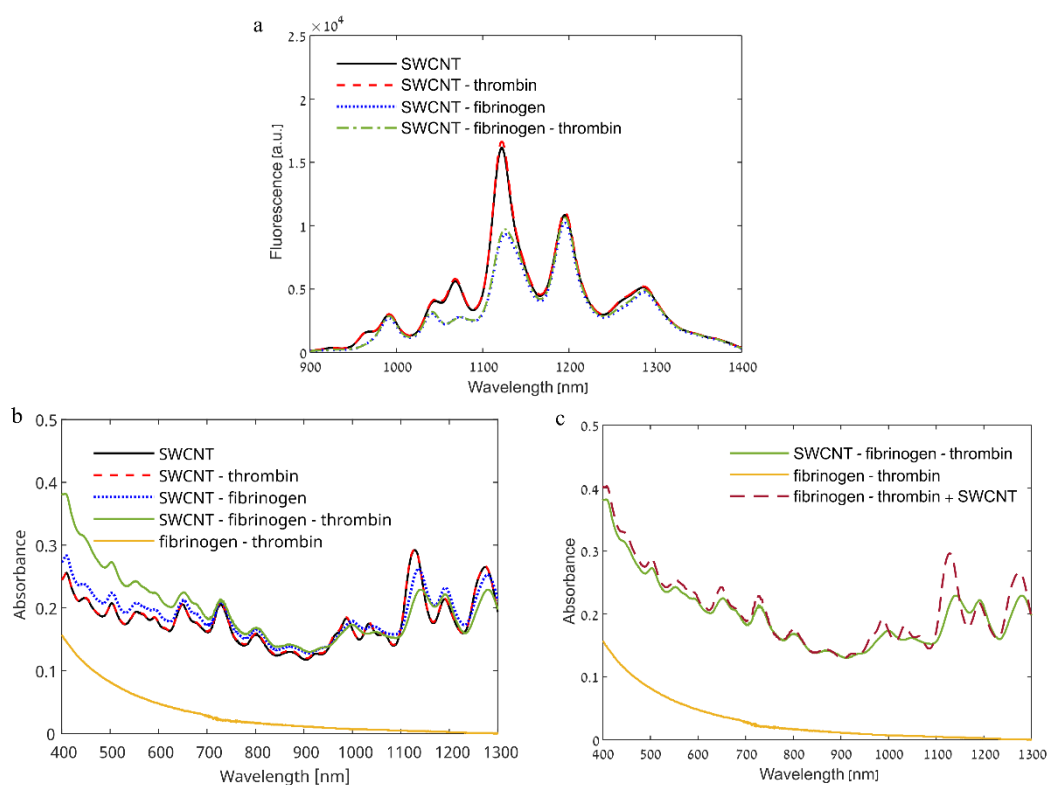 a
×10⁴
2.5
2
1.5
1
0.5
0
Fluorescence [a.u.]
SWCNT
SWCNT - thrombin
SWCNT - fibrinogen
SWCNT - fibrinogen - thrombin
900 1000 1100 1200 1300 1400
Wavelength [nm]
b
0.5
0.4
0.3
0.2
0.1
0
Absorbance
SWCNT
SWCNT - thrombin
SWCNT - fibrinogen
SWCNT - fibrinogen - thrombin
fibrinogen - thrombin
400 500 600 700 800 900 1000 1100 1200 1300
Wavelength [nm]
c
0.5
0.4
0.3
0.2
0.1
0
Absorbance
SWCNT - fibrinogen - thrombin
fibrinogen - thrombin
fibrinogen - thrombin + SWCNT
400 500 600 700 800 900 1000 1100 1200 1300
Wavelength [nm]